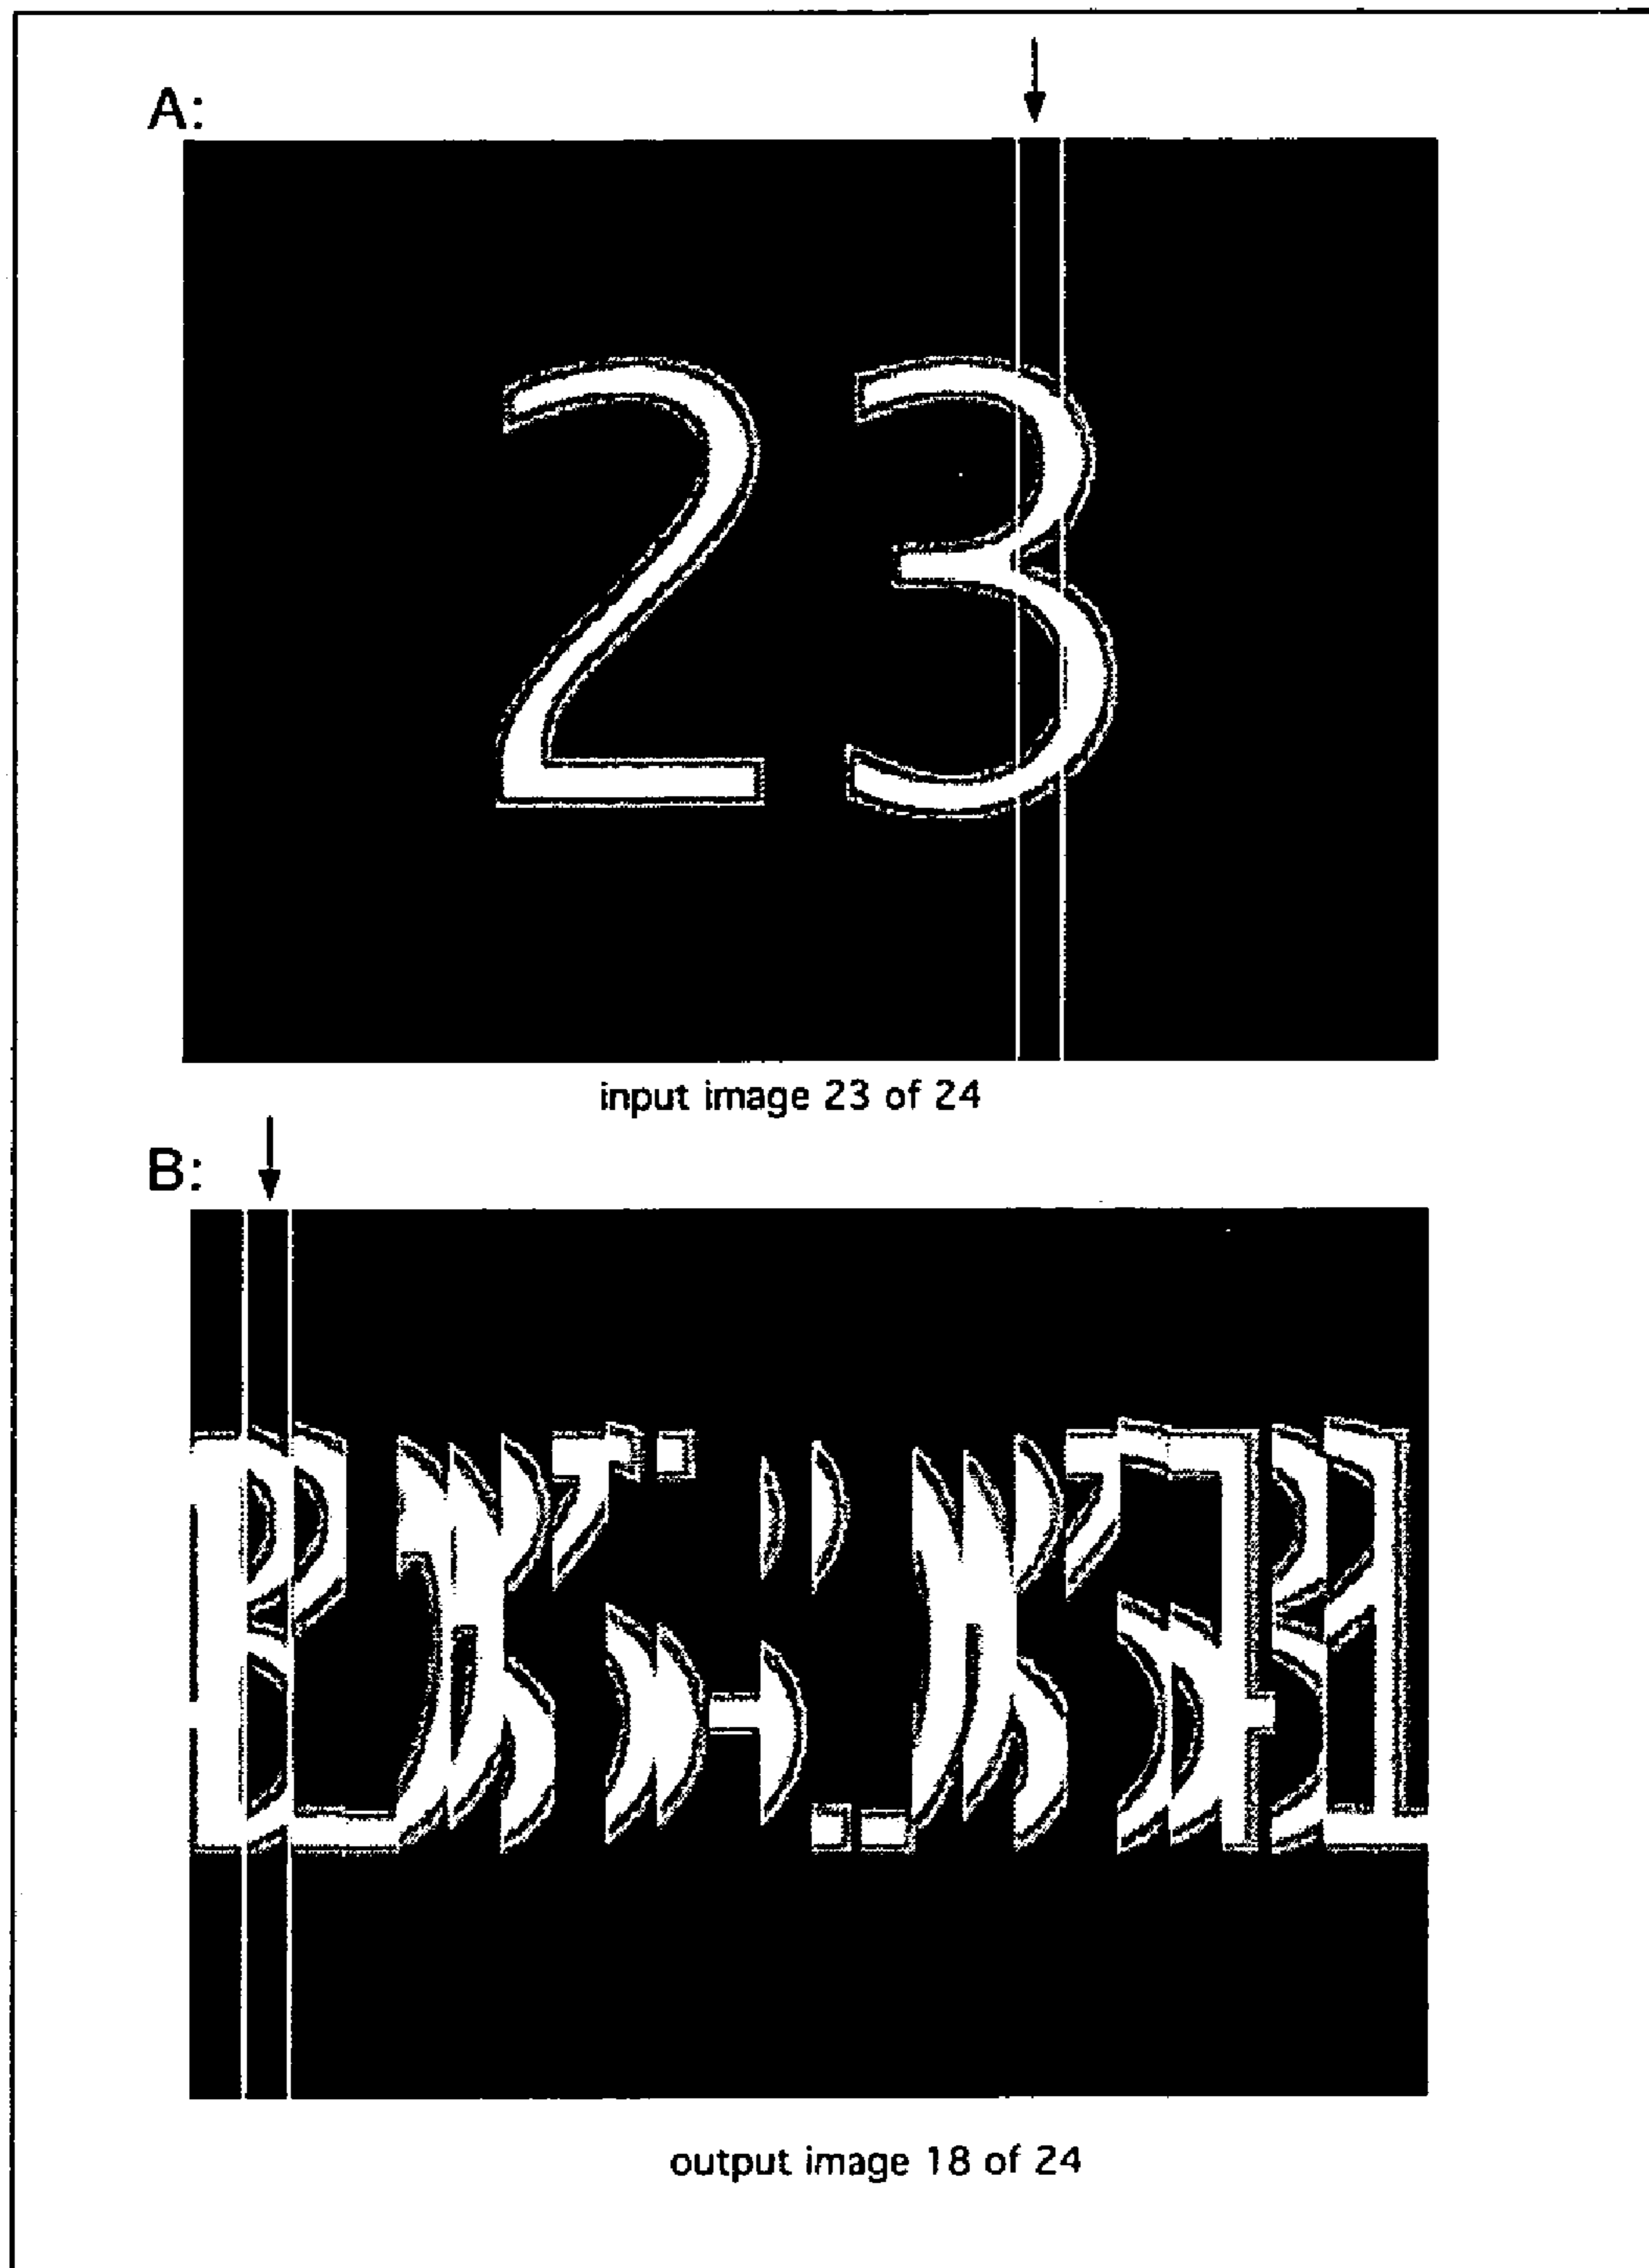 A:
23
input image 23 of 24
B:
output image 18 of 24